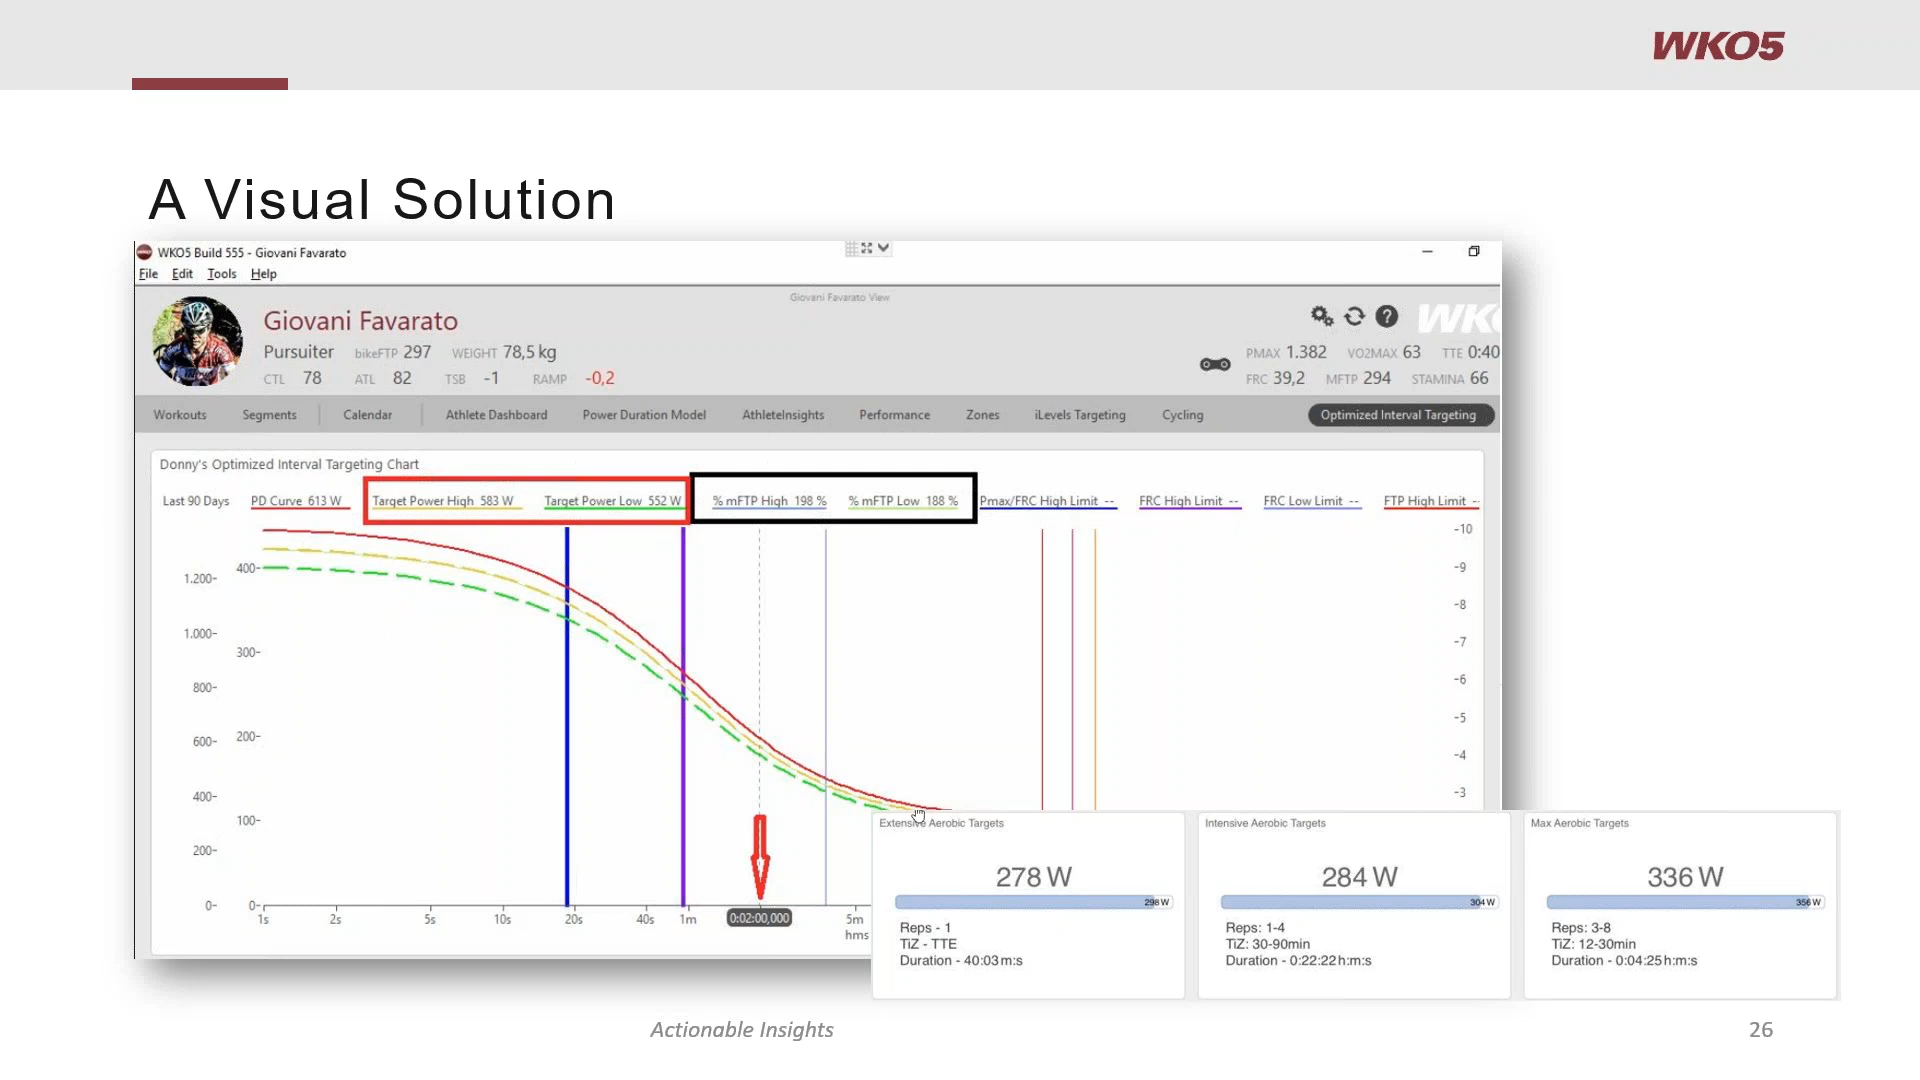 WKO5
A Visual Solution
WKO5 Build 555 - Giovani Favarato
File Edit Tools Help
Giovani Favarato View
Giovani Favarato
Pursuiter bikeFTP 297 WEIGHT 78,5 kg
CTL 78 ATL 82 TSB -1 RAMP -0,2
PMAX 1.382 VO2MAX 63 TTE 0:40
FRC 39,2 MFTP 294 STAMINA 66
Workouts Segments Calendar Athlete Dashboard Power Duration Model AthleteInsights Performance Zones iLevels Targeting Cycling Optimized Interval Targeting
Donny's Optimized Interval Targeting Chart
Last 90 Days PD Curve 613 W Target Power High 583 W Target Power Low 552 W % mFTP High 198 % % mFTP Low 188 % Pmax/FRC High Limit -- FRC High Limit -- FRC Low Limit -- FTP High Limit -
1.200-
1.000-
800-
600-
400-
200-
0-
400-
300-
200-
100-
0-
-10
-9
-8
-7
-6
-5
-4
-3
1s 2s 5s 10s 20s 40s 1m 0:02:00,000 5m
hms
Extensive Aerobic Targets
278 W
298 W
Reps - 1
TiZ - TTE
Duration - 40:03 m:s
Intensive Aerobic Targets
284 W
304 W
Reps: 1-4
TiZ: 30-90min
Duration - 0:22:22 h:m:s
Max Aerobic Targets
336 W
356 W
Reps: 3-8
TiZ: 12-30min
Duration - 0:04:25 h:m:s
Actionable Insights
26